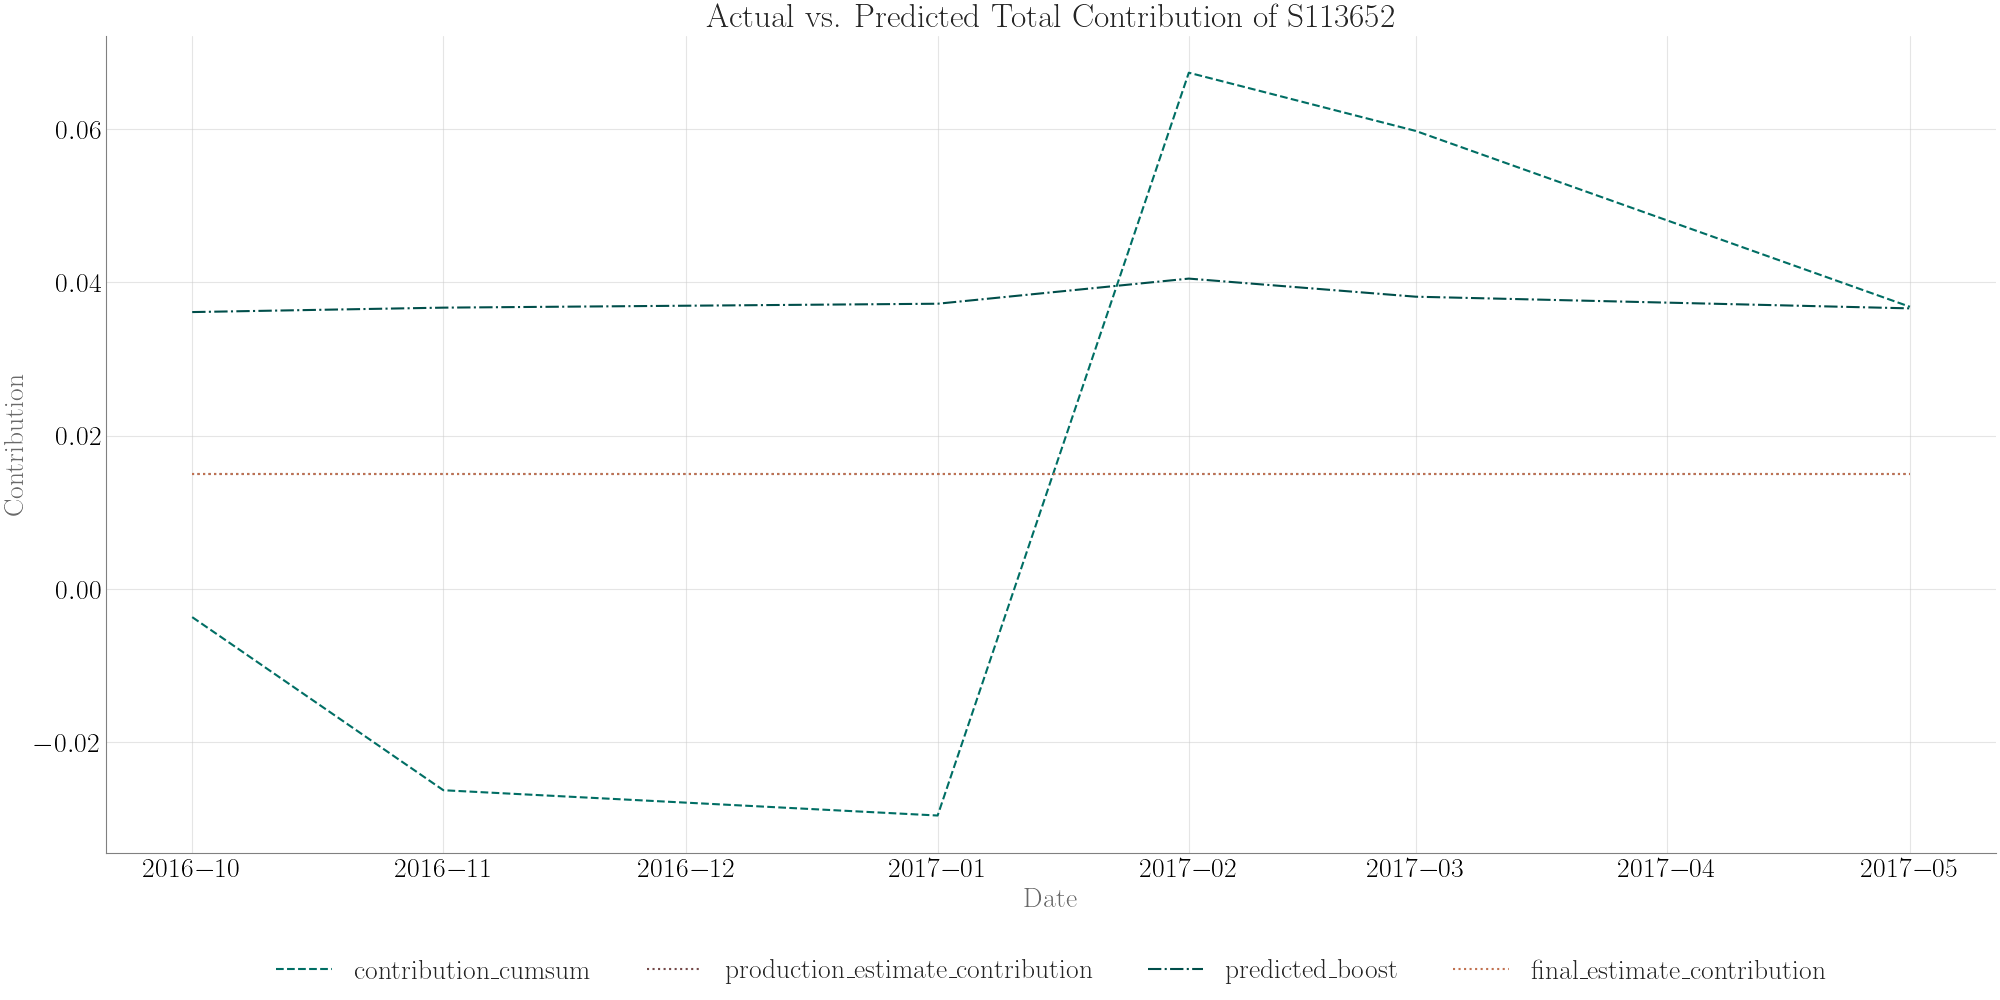 Actual vs. Predicted Total Contribution of S113652
0.06
0.04
0.02
0.00
−0.02
Contribution
2016–10 2016–11 2016–12 2017–01 2017–02 2017–03 2017–04 2017–05
Date
contribution_cumsum production_estimate_contribution predicted_boost final_estimate_contribution